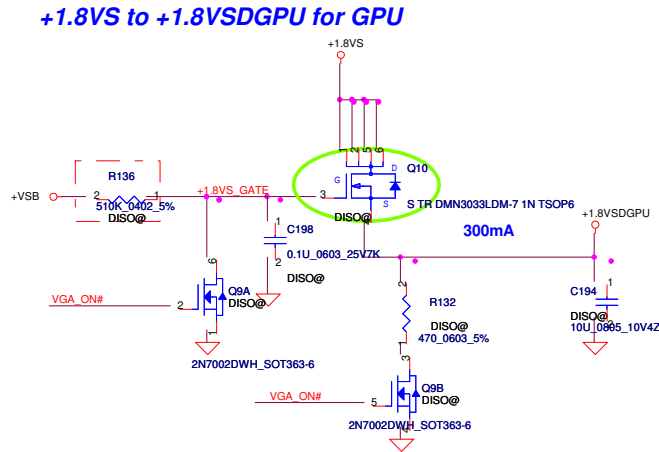 +1.8VS to +1.8VSDGPU for GPU
+1.8VS
1 2 5 6
Q10
D
G
S
3
4
S TR DMN3033LDM-7 1N TSOP6
DISO@
R136
2 1
510K_0402_5%
DISO@
+VSB
+1.8VS_GATE
+1.8VSDGPU
300mA
1
C198
0.1U_0603_25V7K
2
DISO@
6
Q9A
DISO@
VGA_ON#
2
1
2N7002DWH_SOT363-6
2
R132
DISO@
470_0603_5%
1
1
C194
DISO@
2
10U_0805_10V4Z
3
Q9B
DISO@
VGA_ON#
5
4
2N7002DWH_SOT363-6